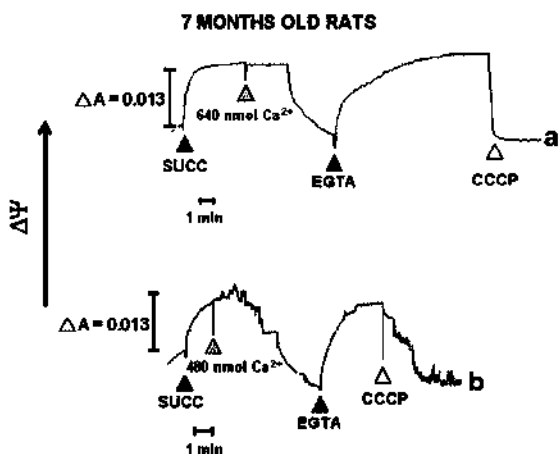 7 MONTHS OLD RATS
ΔA = 0.013
640 nmol Ca²⁺
a
SUCC
EGTA
CCCP
1 min
ΔΨ
ΔA = 0.013
480 nmol Ca²⁺
b
SUCC
EGTA
CCCP
1 min